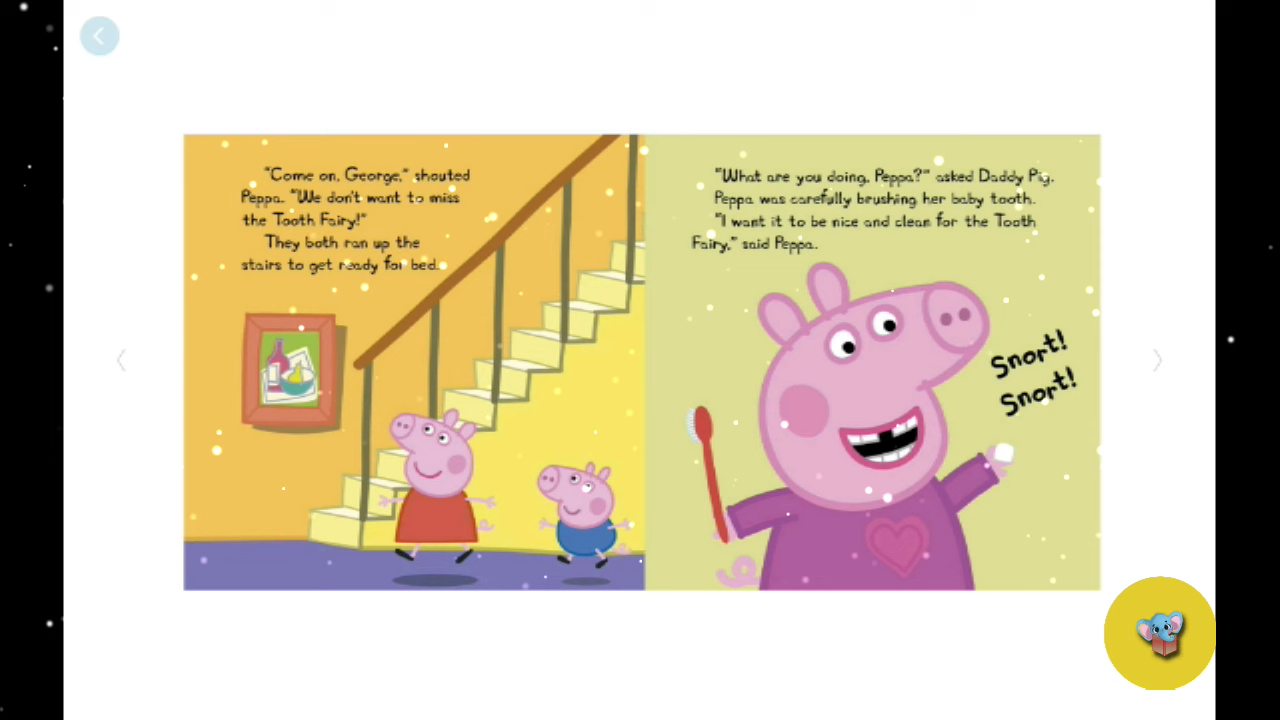 "Come on, George," shouted
Peppa. "We don't want to miss
the Tooth Fairy!"
They both ran up the
stairs to get ready for bed.
"What are you doing, Peppa?" asked Daddy Pig.
Peppa was carefully brushing her baby tooth.
"I want it to be nice and clean for the Tooth
Fairy," said Peppa.
Snort!
Snort!